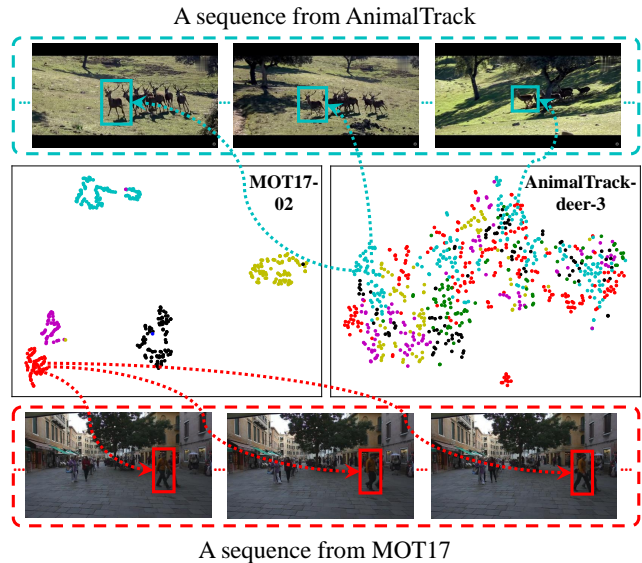 A sequence from AnimalTrack
MOT17-
02
AnimalTrack-
deer-3
A sequence from MOT17